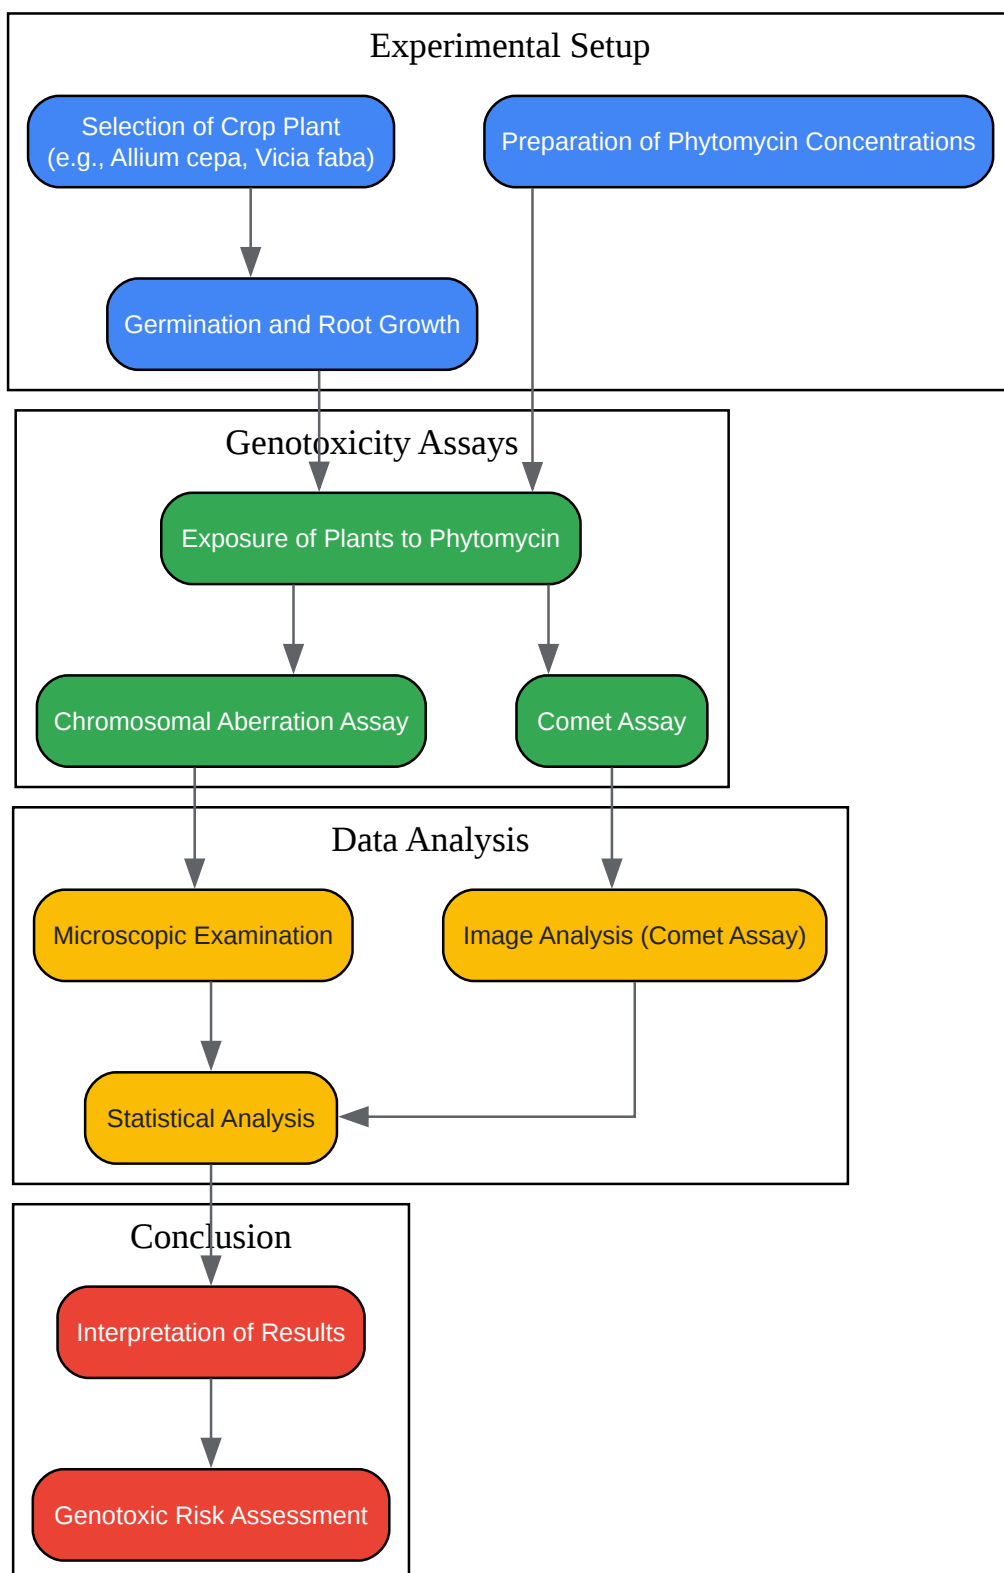 Experimental Setup
Selection of Crop Plant
(e.g., Allium cepa, Vicia faba)
Preparation of Phytomycin Concentrations
Germination and Root Growth
Genotoxicity Assays
Exposure of Plants to Phytomycin
Chromosomal Aberration Assay
Comet Assay
Data Analysis
Microscopic Examination
Image Analysis (Comet Assay)
Statistical Analysis
Conclusion
Interpretation of Results
Genotoxic Risk Assessment